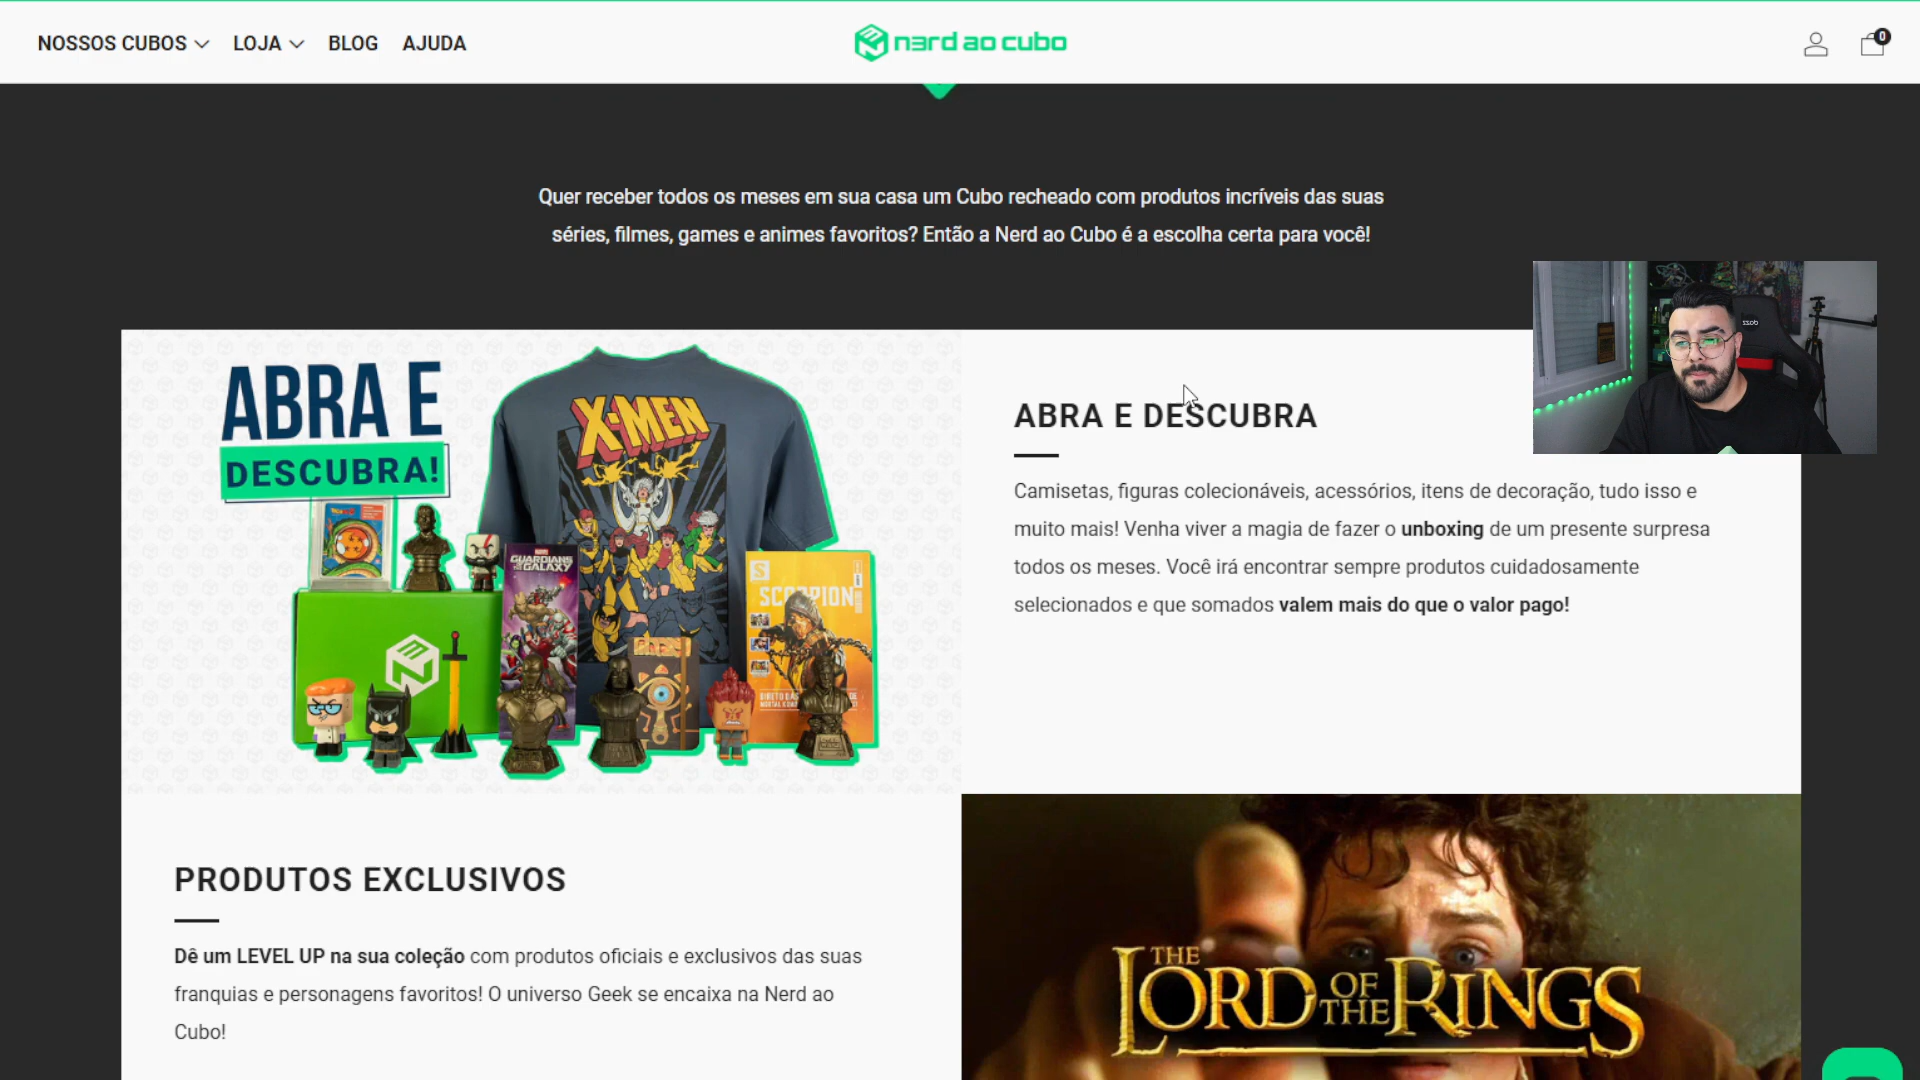 NOSSOS CUBOS LOJA BLOG AJUDA
nerd ao cubo
0
Quer receber todos os meses em sua casa um Cubo recheado com produtos incríveis das suas
séries, filmes, games e animes favoritos? Então a Nerd ao Cubo é a escolha certa para você!
ABRA E
DESCUBRA!
X-MEN
MARVEL
GUARDIANS
OF THE
GALAXY
S
SCORPION
ABRA E DESCUBRA
Camisetas, figuras colecionáveis, acessórios, itens de decoração, tudo isso e
muito mais! Venha viver a magia de fazer o unboxing de um presente surpresa
todos os meses. Você irá encontrar sempre produtos cuidadosamente
selecionados e que somados valem mais do que o valor pago!
PRODUTOS EXCLUSIVOS
Dê um LEVEL UP na sua coleção com produtos oficiais e exclusivos das suas
franquias e personagens favoritos! O universo Geek se encaixa na Nerd ao
Cubo!
THE
LORD OF THE RINGS